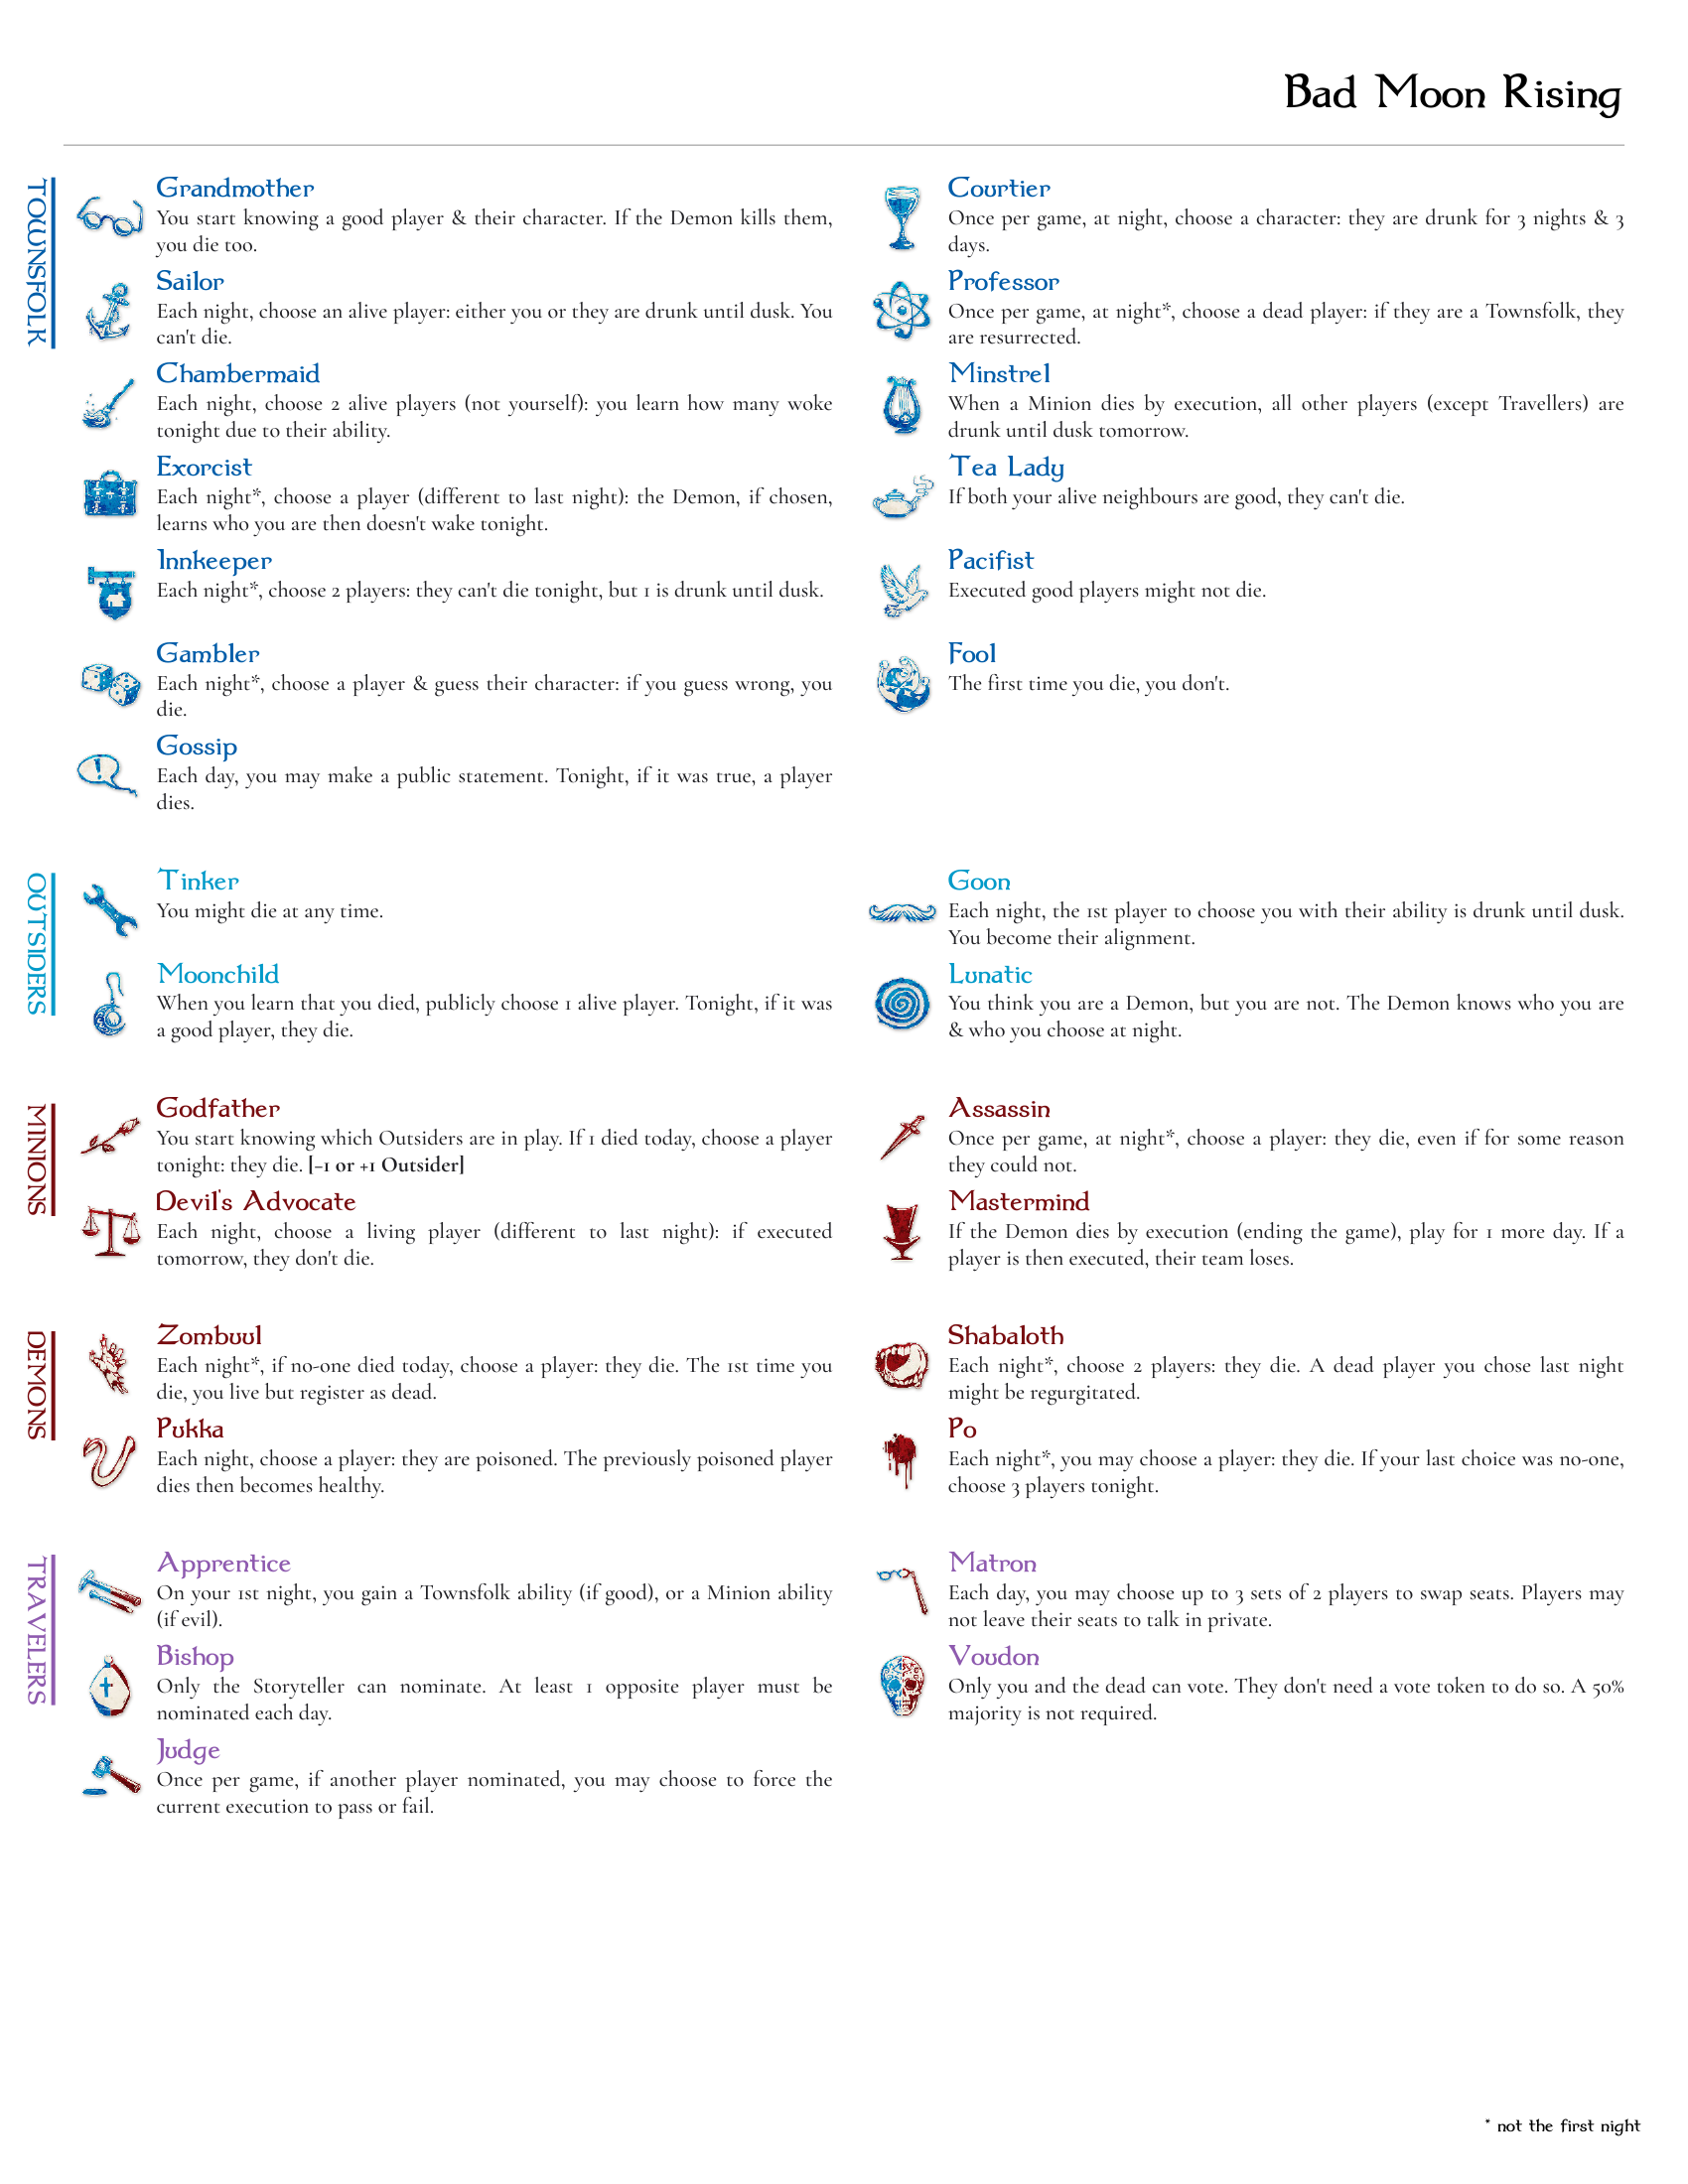 Bad Moon Rising
TOWNSFOLK
Grandmother
You start knowing a good player & their character. If the Demon kills them,
you die too.
Sailor
Each night, choose an alive player: either you or they are drunk until dusk. You
can't die.
Chambermaid
Each night, choose 2 alive players (not yourself): you learn how many woke
tonight due to their ability.
Exorcist
Each night*, choose a player (different to last night): the Demon, if chosen,
learns who you are then doesn't wake tonight.
Innkeeper
Each night*, choose 2 players: they can't die tonight, but 1 is drunk until dusk.
Gambler
Each night*, choose a player & guess their character: if you guess wrong, you
die.
Gossip
Each day, you may make a public statement. Tonight, if it was true, a player
dies.
Courtier
Once per game, at night, choose a character: they are drunk for 3 nights & 3
days.
Professor
Once per game, at night*, choose a dead player: if they are a Townsfolk, they
are resurrected.
Minstrel
When a Minion dies by execution, all other players (except Travellers) are
drunk until dusk tomorrow.
Tea Lady
If both your alive neighbours are good, they can't die.
Pacifist
Executed good players might not die.
Fool
The first time you die, you don't.
OUTSIDERS
Tinker
You might die at any time.
Moonchild
When you learn that you died, publicly choose 1 alive player. Tonight, if it was
a good player, they die.
Goon
Each night, the 1st player to choose you with their ability is drunk until dusk.
You become their alignment.
Lunatic
You think you are a Demon, but you are not. The Demon knows who you are
& who you choose at night.
MINIONS
Godfather
You start knowing which Outsiders are in play. If 1 died today, choose a player
tonight: they die. [−1 or +1 Outsider]
Devil's Advocate
Each night, choose a living player (different to last night): if executed
tomorrow, they don't die.
Assassin
Once per game, at night*, choose a player: they die, even if for some reason
they could not.
Mastermind
If the Demon dies by execution (ending the game), play for 1 more day. If a
player is then executed, their team loses.
DEMONS
Zombuul
Each night*, if no-one died today, choose a player: they die. The 1st time you
die, you live but register as dead.
Pukka
Each night, choose a player: they are poisoned. The previously poisoned player
dies then becomes healthy.
Shabaloth
Each night*, choose 2 players: they die. A dead player you chose last night
might be regurgitated.
Po
Each night*, you may choose a player: they die. If your last choice was no-one,
choose 3 players tonight.
TRAVELERS
Apprentice
On your 1st night, you gain a Townsfolk ability (if good), or a Minion ability
(if evil).
Bishop
Only the Storyteller can nominate. At least 1 opposite player must be
nominated each day.
Judge
Once per game, if another player nominated, you may choose to force the
current execution to pass or fail.
Matron
Each day, you may choose up to 3 sets of 2 players to swap seats. Players may
not leave their seats to talk in private.
Voudon
Only you and the dead can vote. They don't need a vote token to do so. A 50%
majority is not required.
* not the first night